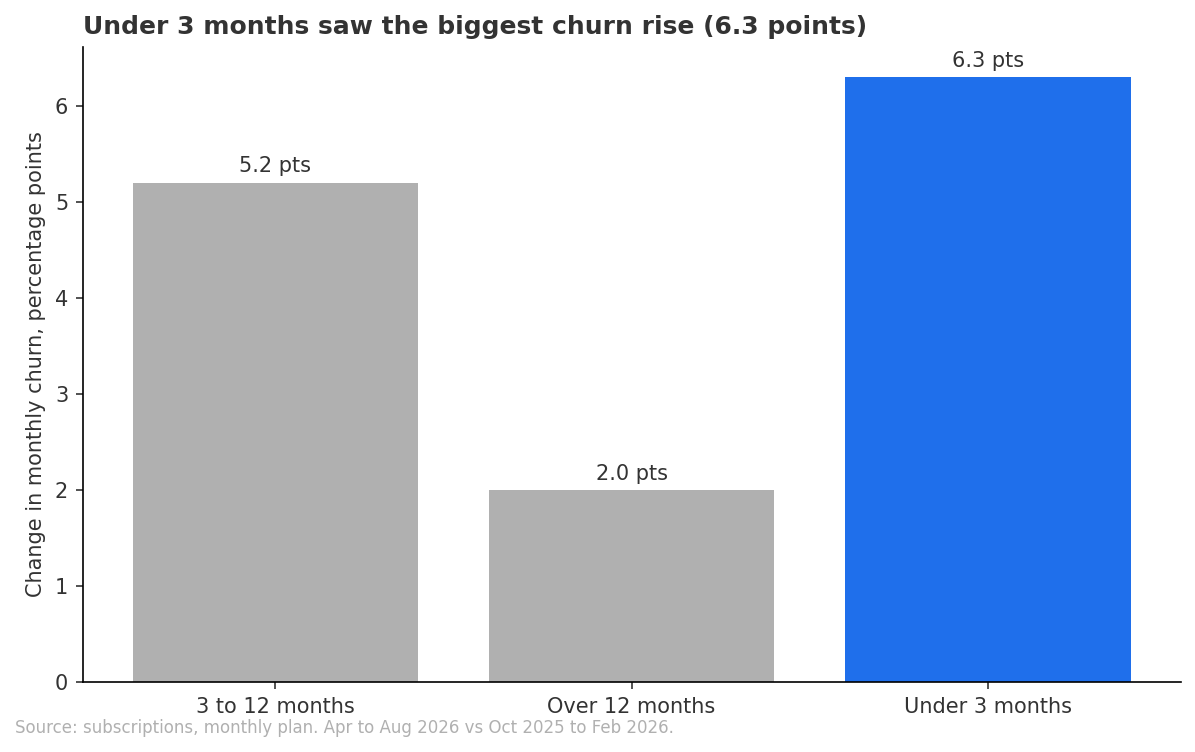 Under 3 months saw the biggest churn rise (6.3 points)
Change in monthly churn, percentage points
6
5
4
3
2
1
0
5.2 pts
2.0 pts
6.3 pts
3 to 12 months
Over 12 months
Under 3 months
Source: subscriptions, monthly plan. Apr to Aug 2026 vs Oct 2025 to Feb 2026.